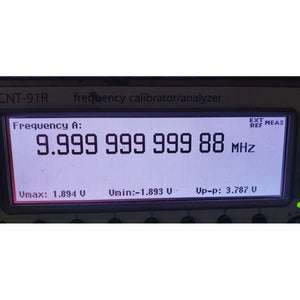 CNT-91R frequency calibrator/analyzer
Frequency A: EXT REF MEAS
9.999 999 999 88 MHz
Vmax: 1.894 V Vmin:-1.893 V Vp-p: 3.787 V